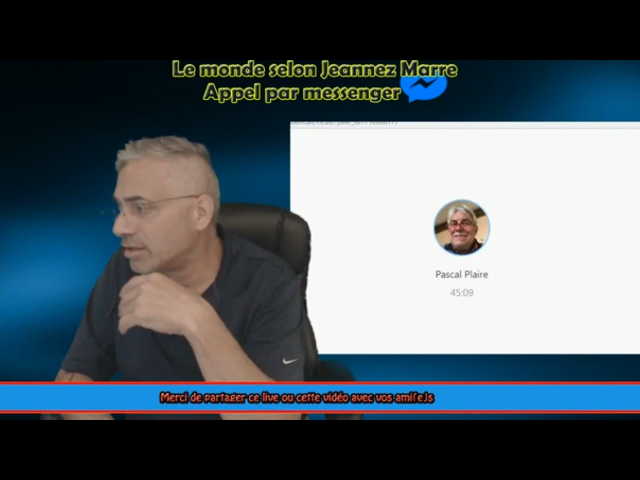 Le monde selon Jeannez Marre
Appel par messenger
Pascal Plaire
45:09
Merci de partager ce live ou cette vidéo avec vos ami(e)s